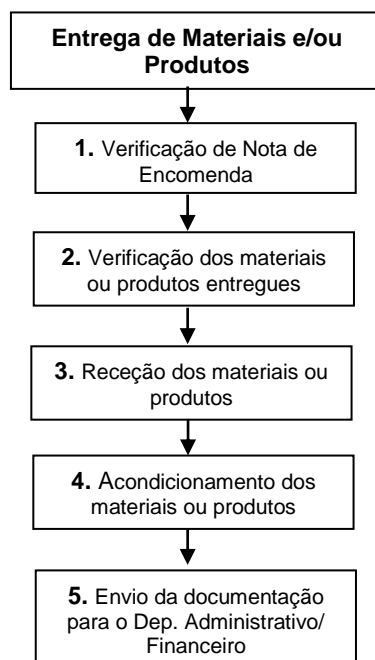 Entrega de Materiais e/ou
Produtos
1. Verificação de Nota de
Encomenda
2. Verificação dos materiais
ou produtos entregues
3. Receção dos materiais ou
produtos
4. Acondicionamento dos
materiais ou produtos
5. Envio da documentação
para o Dep. Administrativo/
Financeiro